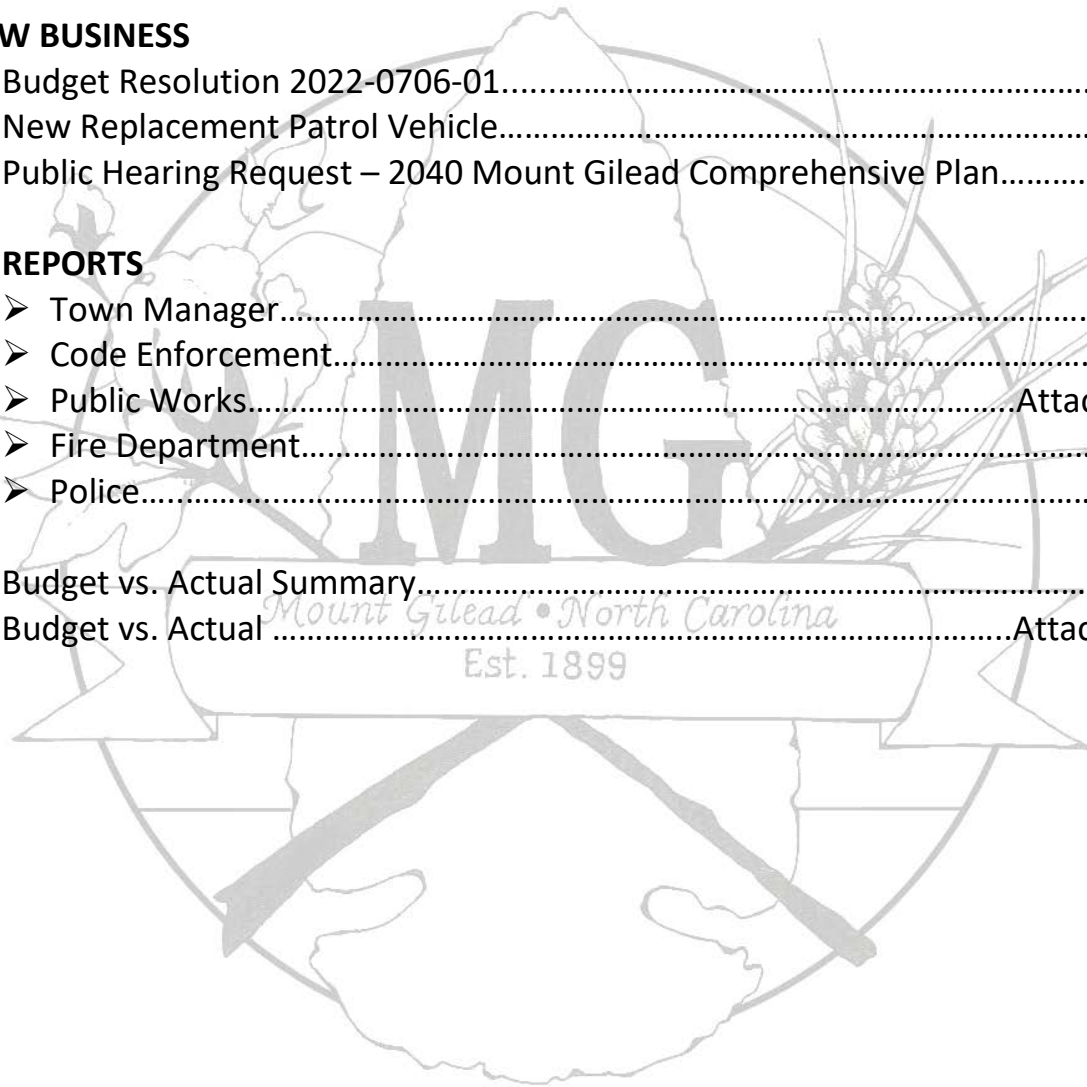 W BUSINESS
Budget Resolution 2022-0706-01..............................................................
New Replacement Patrol Vehicle..............................................................
Public Hearing Request – 2040 Mount Gilead Comprehensive Plan..........
REPORTS
➢ Town Manager..............................................................
➢ Code Enforcement..............................................................
➢ Public Works..............................................................Attac
➢ Fire Department..............................................................
➢ Police..............................................................
MG
Budget vs. Actual Summary..............................................................
Mount Gilead • North Carolina
Budget vs. Actual ..............................................................Attac
Est. 1899